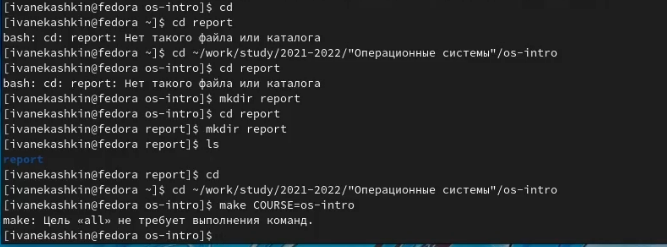 [ivanekashkin@fedora os-intro]$ cd
[ivanekashkin@fedora ~]$ cd report
bash: cd: report: Нет такого файла или каталога
[ivanekashkin@fedora ~]$ cd ~/work/study/2021-2022/"Операционные системы"/os-intro
[ivanekashkin@fedora os-intro]$ cd report
bash: cd: report: Нет такого файла или каталога
[ivanekashkin@fedora os-intro]$ mkdir report
[ivanekashkin@fedora os-intro]$ cd report
[ivanekashkin@fedora report]$ mkdir report
[ivanekashkin@fedora report]$ ls
report
[ivanekashkin@fedora report]$ cd
[ivanekashkin@fedora ~]$ cd ~/work/study/2021-2022/"Операционные системы"/os-intro
[ivanekashkin@fedora os-intro]$ make COURSE=os-intro
make: Цель «all» не требует выполнения команд.
[ivanekashkin@fedora os-intro]$